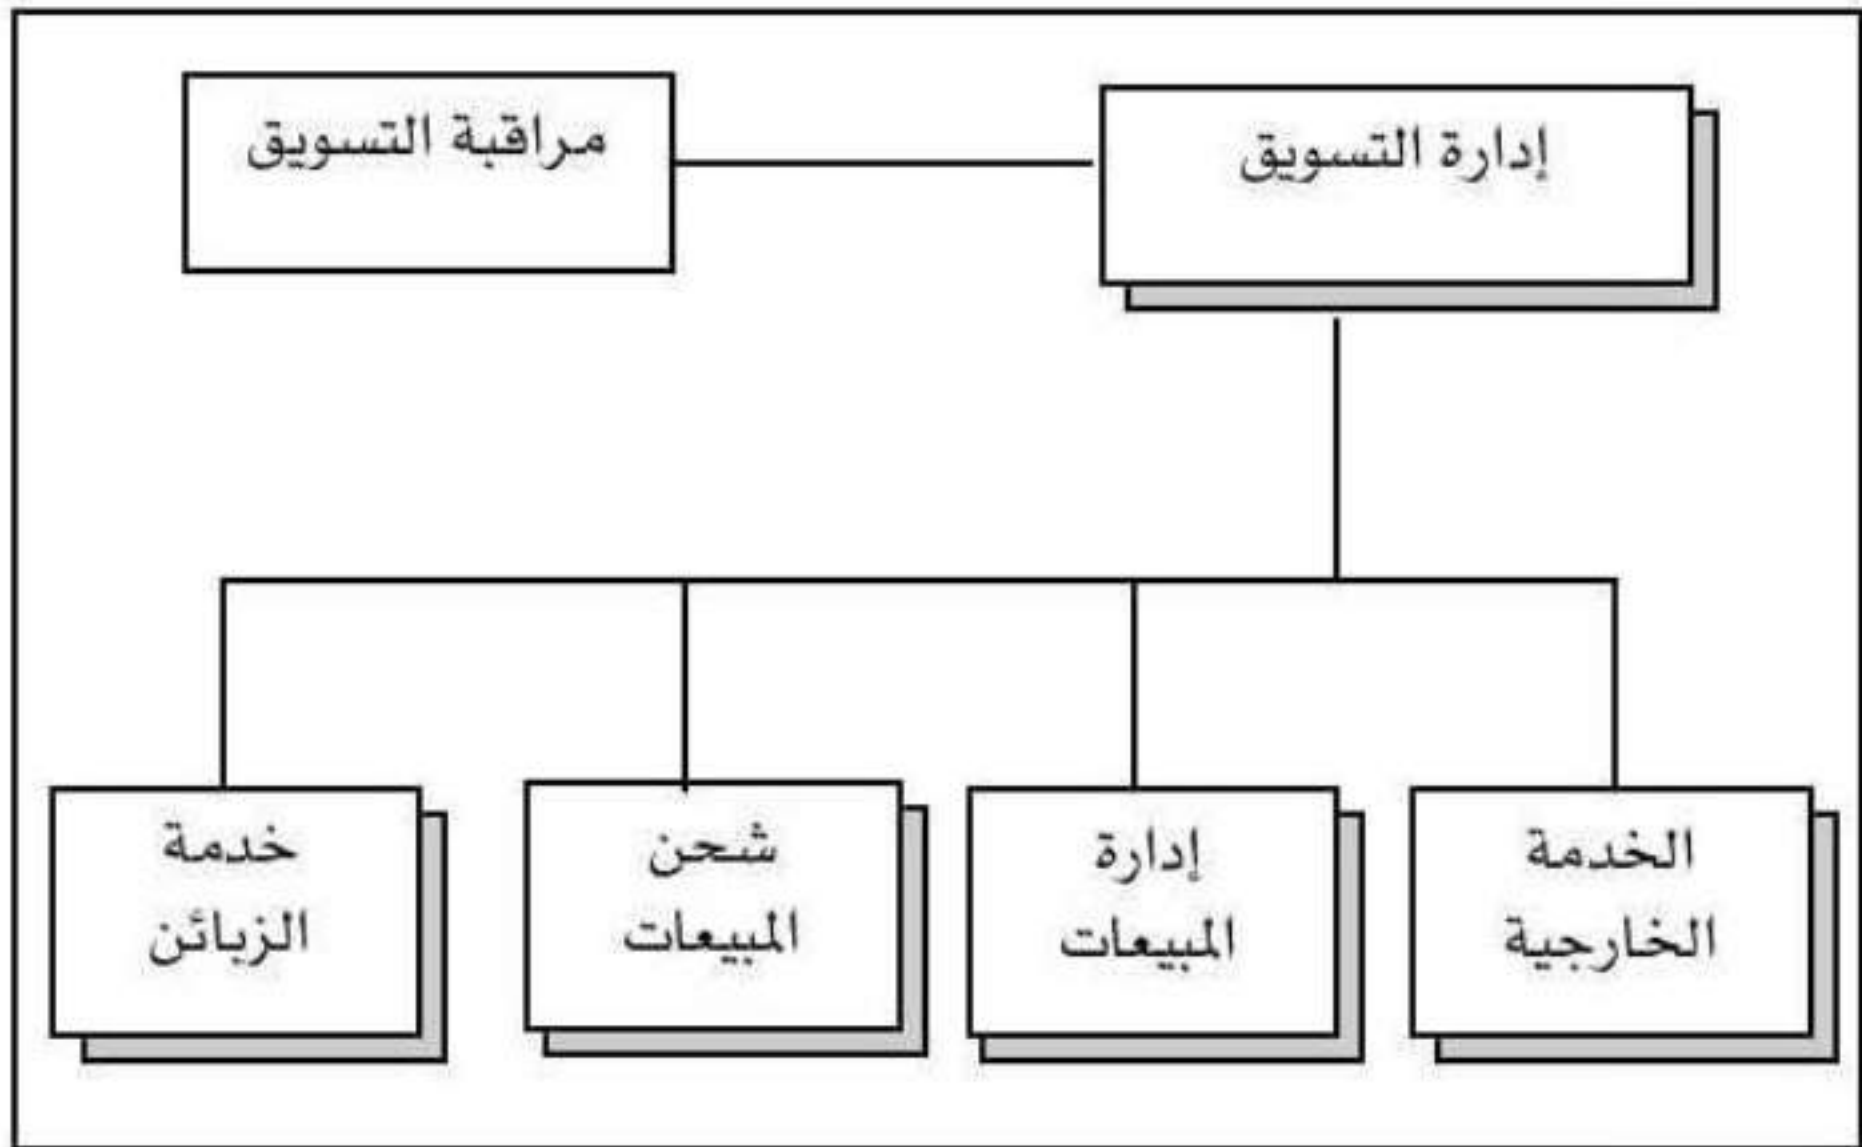 إدارة التسويق
مراقبة التسويق
الخدمة
الخارجية
إدارة
المبيعات
شحن
المبيعات
خدمة
الزبائن